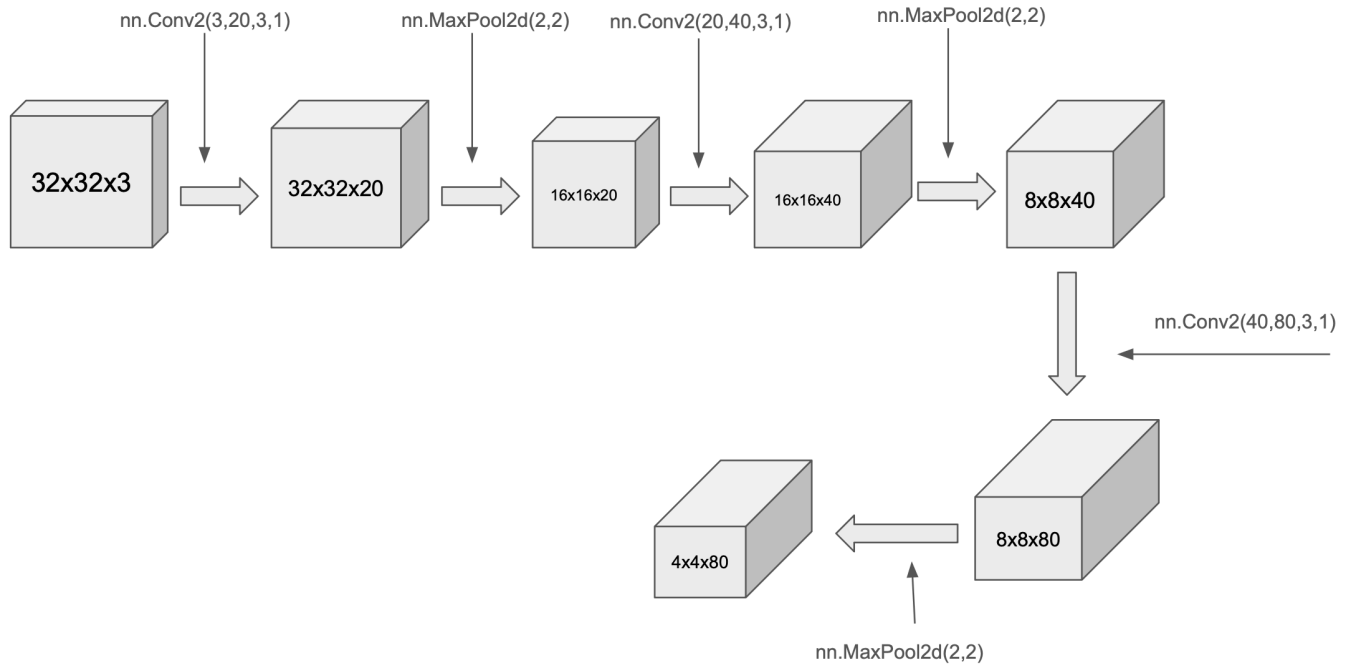 nn.Conv2(3,20,3,1)
nn.MaxPool2d(2,2)
nn.Conv2(20,40,3,1)
nn.MaxPool2d(2,2)
32x32x3
32x32x20
16x16x20
16x16x40
8x8x40
nn.Conv2(40,80,3,1)
8x8x80
4x4x80
nn.MaxPool2d(2,2)